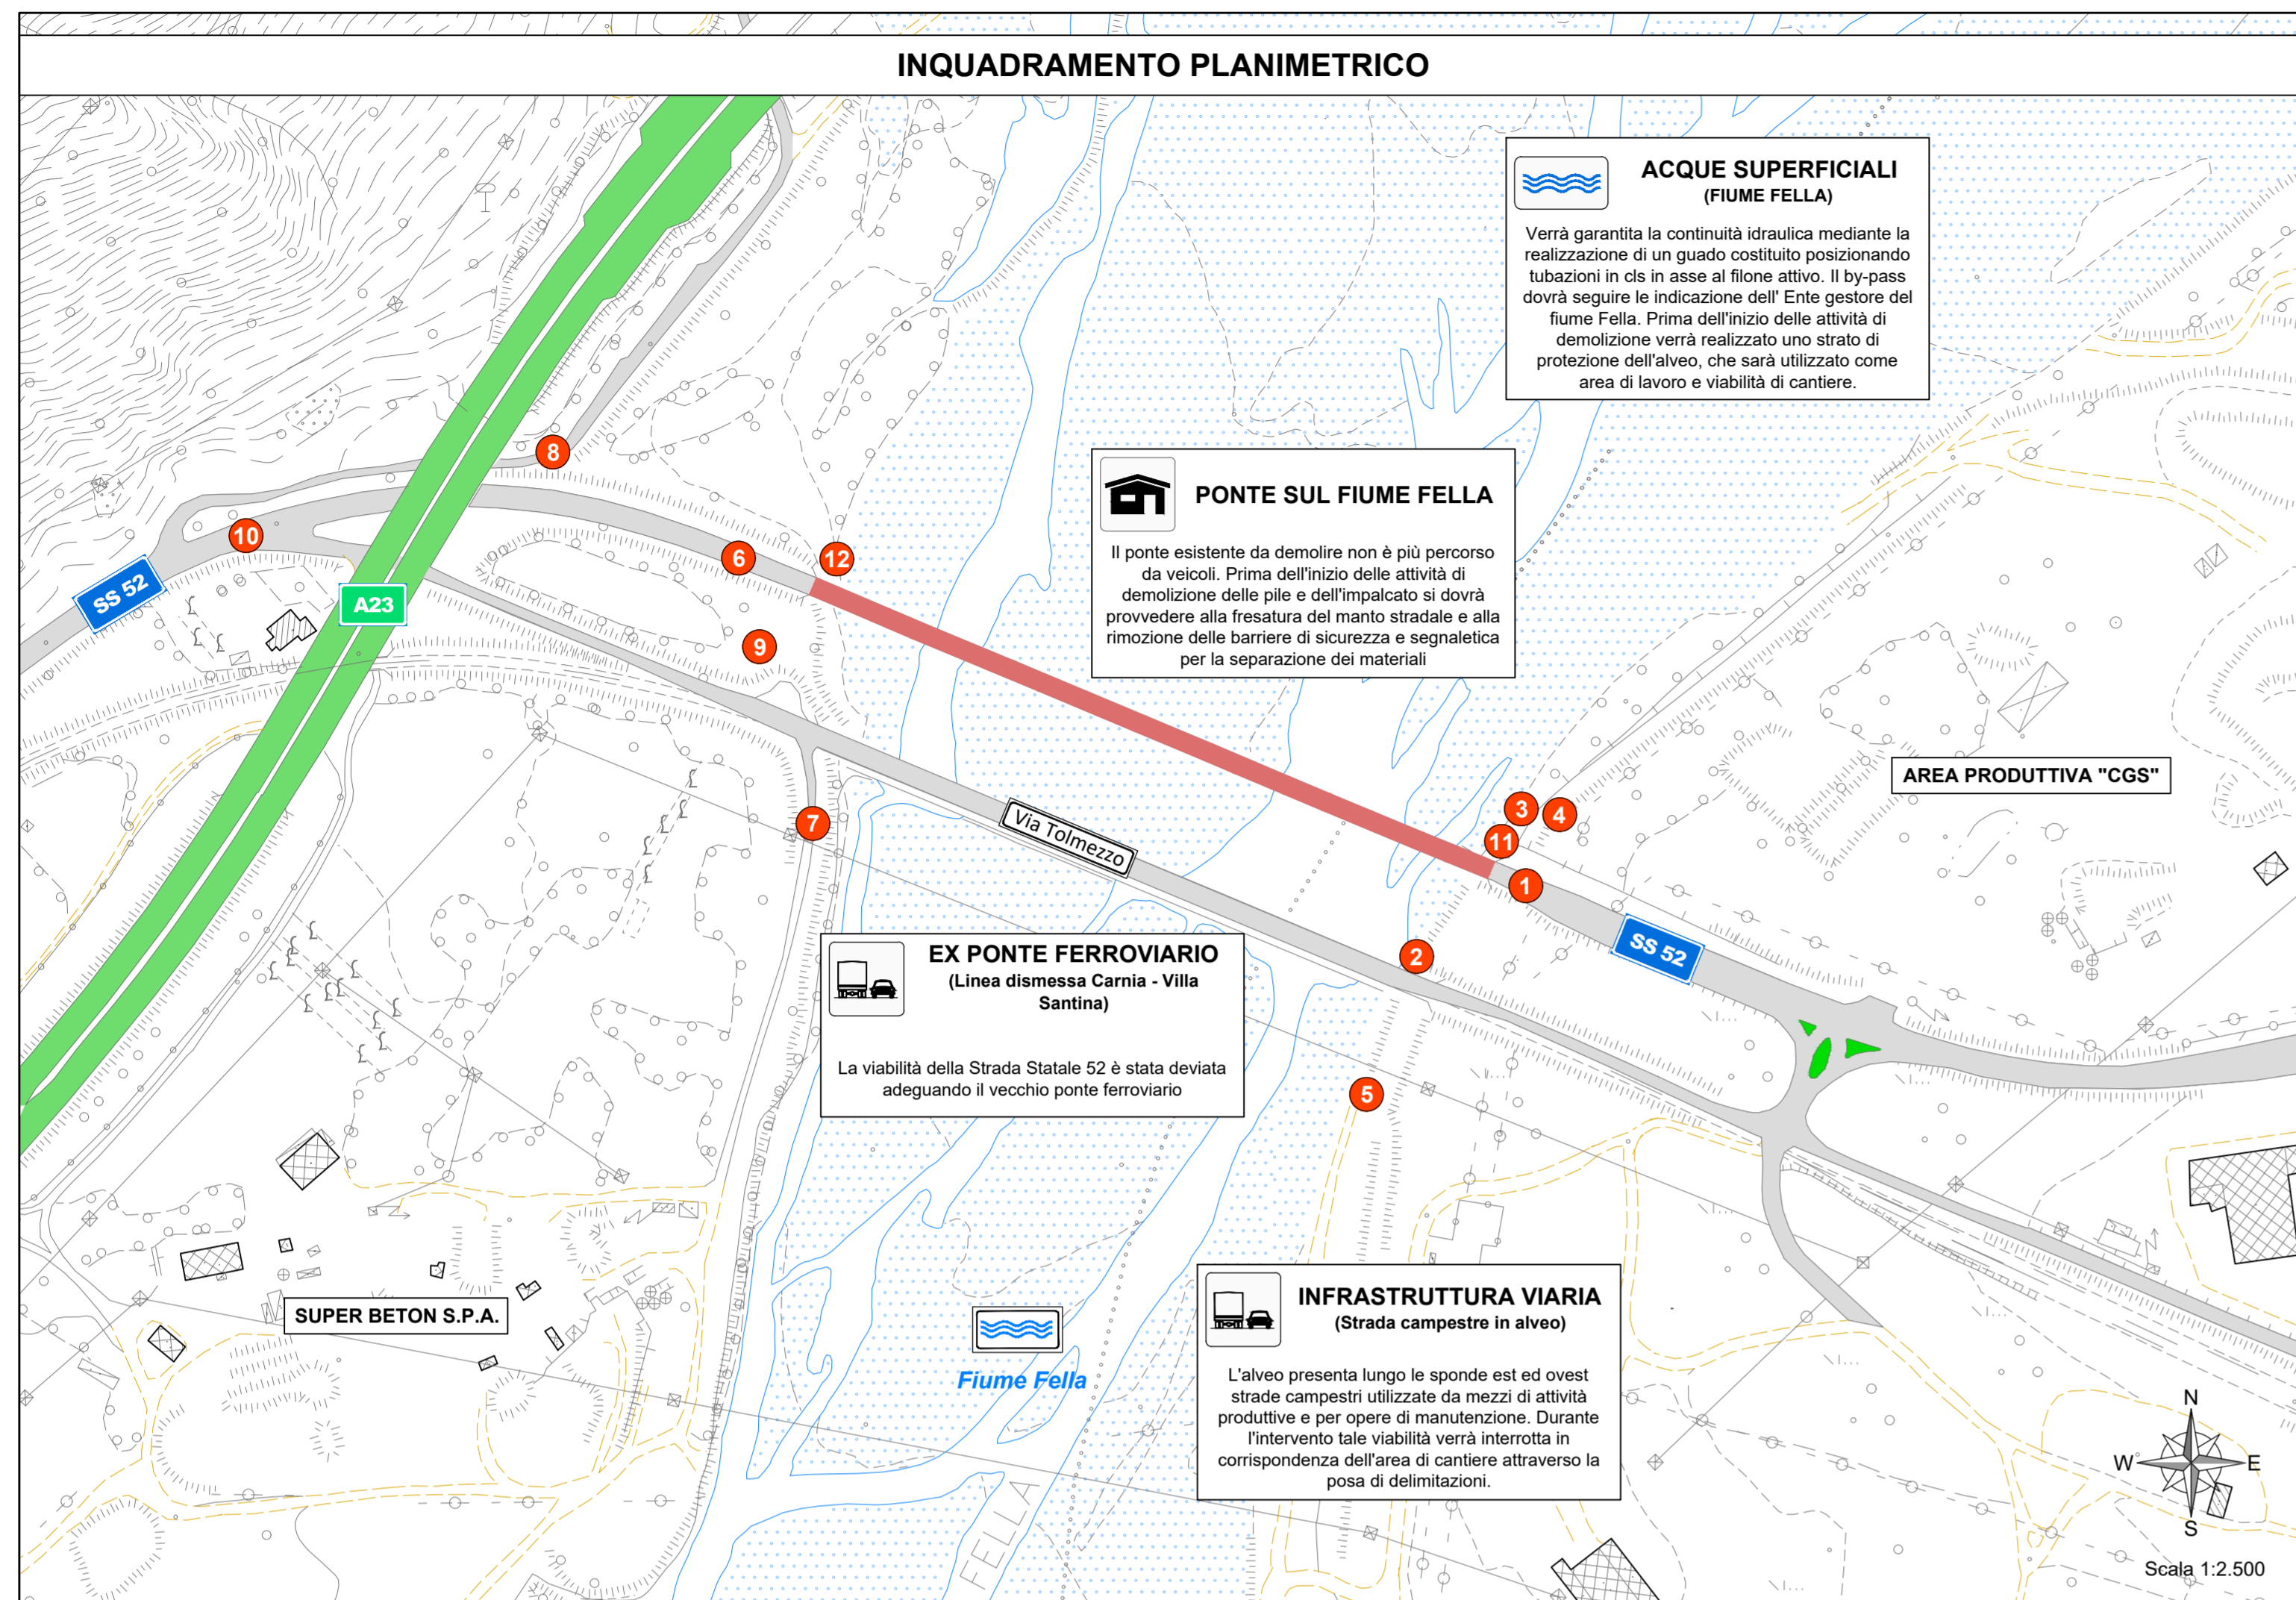 INQUADRAMENTO PLANIMETRICO
ACQUE SUPERFICIALI
(FIUME FELLA)
Verrà garantita la continuità idraulica mediante la
realizzazione di un guado costituito posizionando
tubazioni in cls in asse al filone attivo. Il by-pass
dovrà seguire le indicazione dell' Ente gestore del
fiume Fella. Prima dell'inizio delle attività di
demolizione verrà realizzato uno strato di
protezione dell'alveo, che sarà utilizzato come
area di lavoro e viabilità di cantiere.
8
PONTE SUL FIUME FELLA
Il ponte esistente da demolire non è più percorso
da veicoli. Prima dell'inizio delle attività di
demolizione delle pile e dell'impalcato si dovrà
provvedere alla fresatura del manto stradale e alla
rimozione delle barriere di sicurezza e segnaletica
per la separazione dei materiali
10
6
12
SS 52
A23
9
AREA PRODUTTIVA "CGS"
3
4
7
Via Tolmezzo
11
1
SS 52
2
EX PONTE FERROVIARIO
(Linea dismessa Carnia - Villa
Santina)
La viabilità della Strada Statale 52 è stata deviata
adeguando il vecchio ponte ferroviario
5
SUPER BETON S.P.A.
Fiume Fella
INFRASTRUTTURA VIARIA
(Strada campestre in alveo)
L'alveo presenta lungo le sponde est ed ovest
strade campestri utilizzate da mezzi di attività
produttive e per opere di manutenzione. Durante
l'intervento tale viabilità verrà interrotta in
corrispondenza dell'area di cantiere attraverso la
posa di delimitazioni.
FELLA
N
W
E
S
Scala 1:2.500